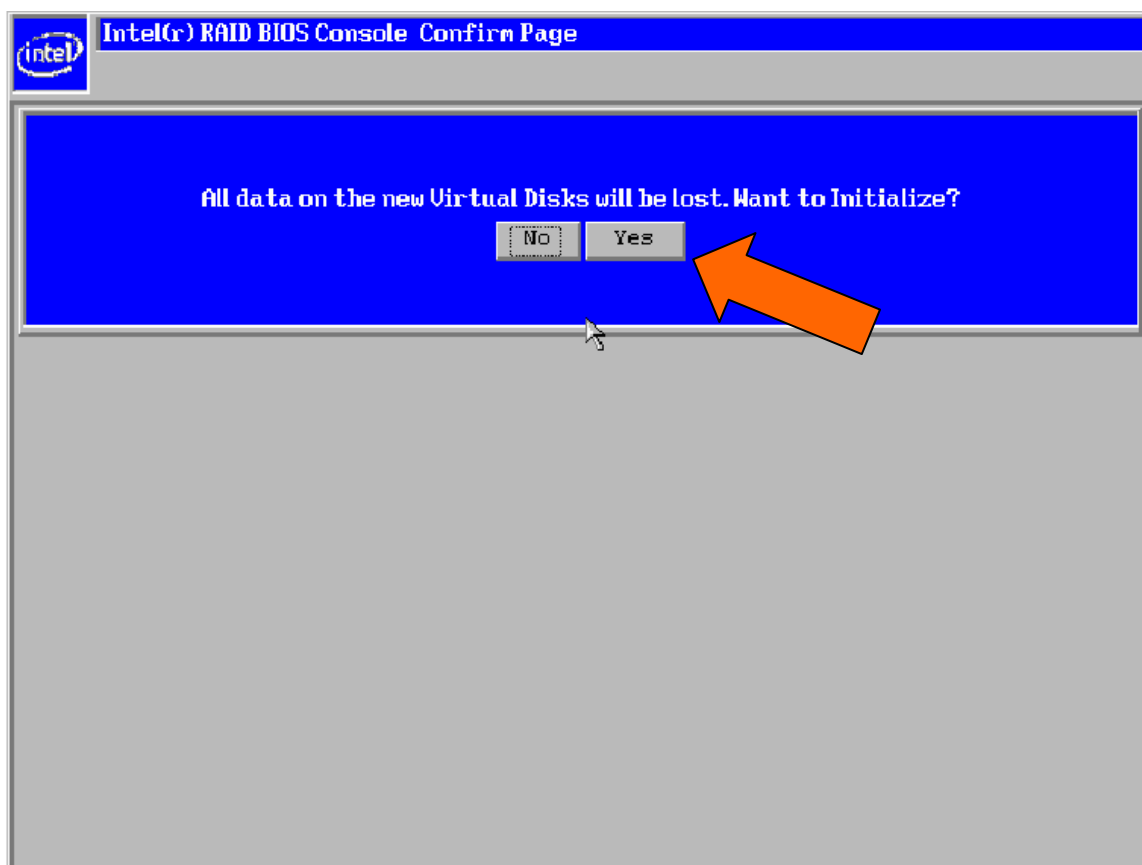 intel
Intel(r) RAID BIOS Console Confirm Page
All data on the new Virtual Disks will be lost. Want to Initialize?
No Yes